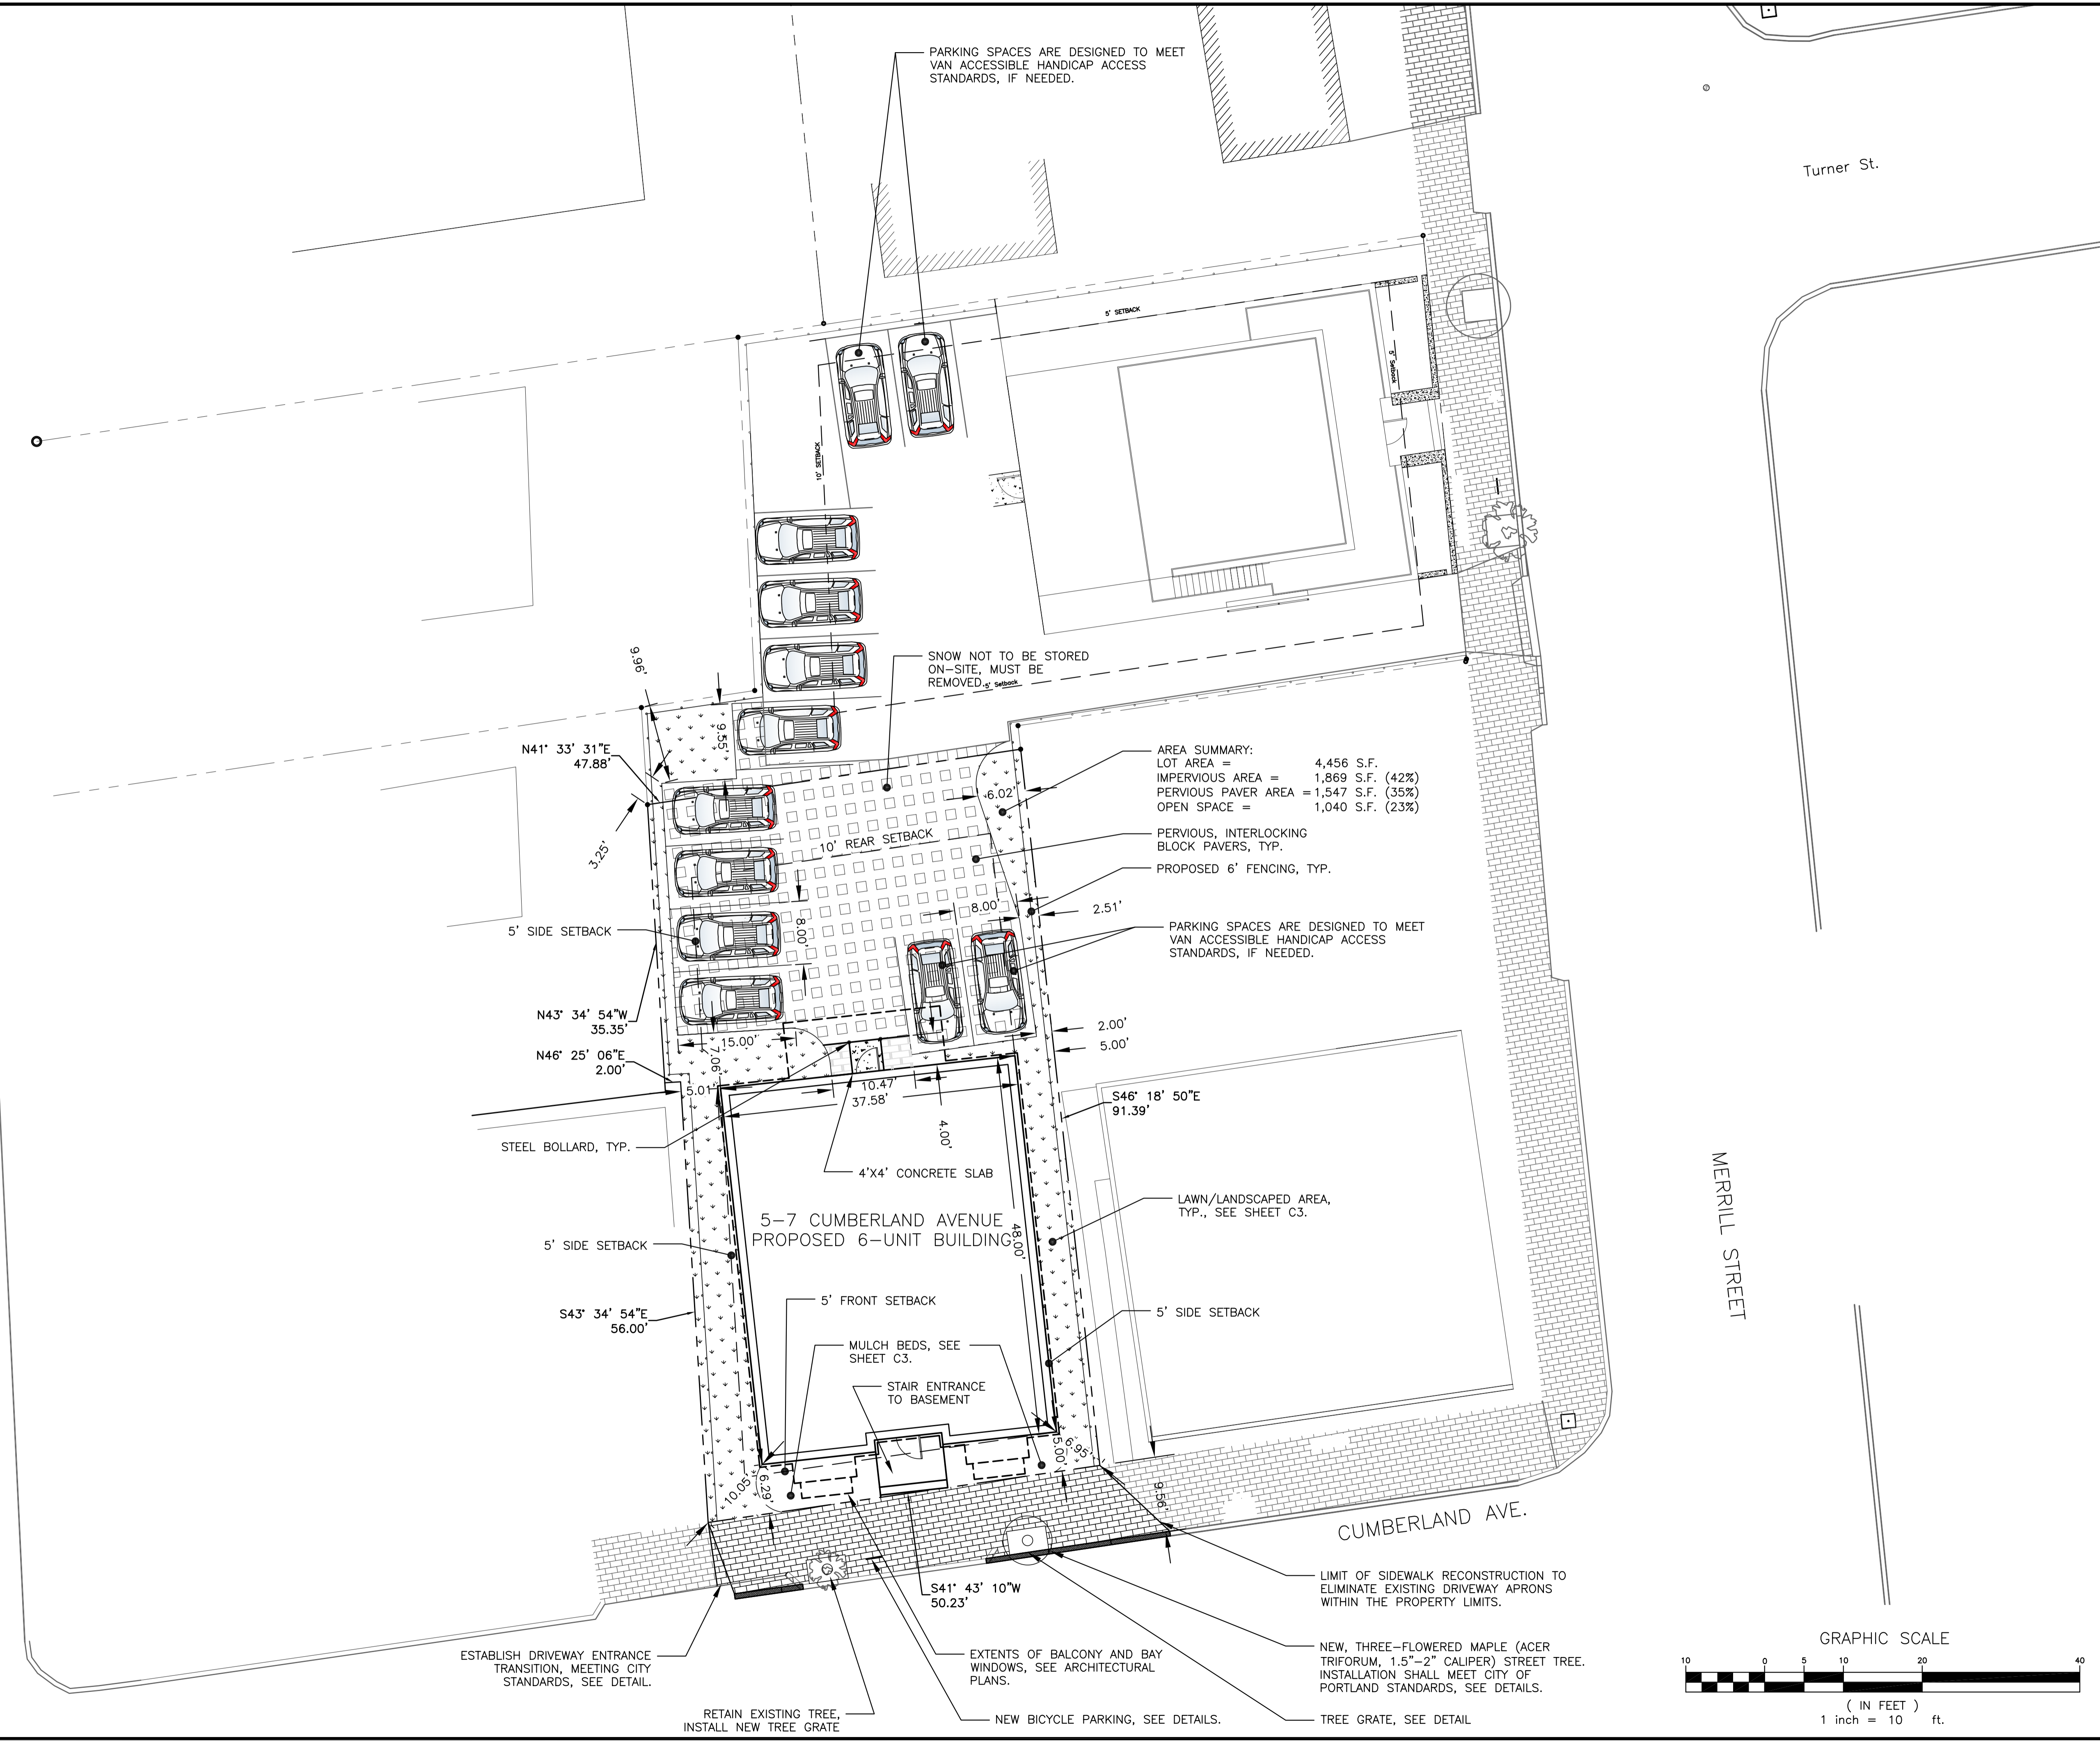 PARKING SPACES ARE DESIGNED TO MEET
VAN ACCESSIBLE HANDICAP ACCESS
STANDARDS, IF NEEDED.
Turner St.
5' SETBACK
5' Setback
10' SETBACK
SNOW NOT TO BE STORED
ON-SITE, MUST BE
REMOVED.
5' Setback
9.96'
9.55'
N41° 33' 31"E
47.88'
AREA SUMMARY:
LOT AREA = 4,456 S.F.
IMPERVIOUS AREA = 1,869 S.F. (42%)
PERVIOUS PAVER AREA = 1,547 S.F. (35%)
OPEN SPACE = 1,040 S.F. (23%)
6.02'
3.25'
10' REAR SETBACK
PERVIOUS, INTERLOCKING
BLOCK PAVERS, TYP.
PROPOSED 6' FENCING, TYP.
8.00'
2.51'
8.00'
5' SIDE SETBACK
PARKING SPACES ARE DESIGNED TO MEET
VAN ACCESSIBLE HANDICAP ACCESS
STANDARDS, IF NEEDED.
N43° 34' 54"W
35.35'
2.00'
5.00'
15.00'
7.06'
N46° 25' 06"E
2.00'
5.01'
10.47'
37.58'
4.00'
S46° 18' 50"E
91.39'
STEEL BOLLARD, TYP.
4'X4' CONCRETE SLAB
LAWN/LANDSCAPED AREA,
TYP., SEE SHEET C3.
5-7 CUMBERLAND AVENUE
PROPOSED 6-UNIT BUILDING
48.00'
5' SIDE SETBACK
MERRILL STREET
5' FRONT SETBACK
5' SIDE SETBACK
S43° 34' 54"E
56.00'
MULCH BEDS, SEE
SHEET C3.
STAIR ENTRANCE
TO BASEMENT
5.00'
6.95'
10.05'
6.29'
9.56'
CUMBERLAND AVE.
S41° 43' 10"W
50.23'
LIMIT OF SIDEWALK RECONSTRUCTION TO
ELIMINATE EXISTING DRIVEWAY APRONS
WITHIN THE PROPERTY LIMITS.
ESTABLISH DRIVEWAY ENTRANCE
TRANSITION, MEETING CITY
STANDARDS, SEE DETAIL.
EXTENTS OF BALCONY AND BAY
WINDOWS, SEE ARCHITECTURAL
PLANS.
NEW, THREE-FLOWERED MAPLE (ACER
TRIFORUM, 1.5"-2" CALIPER) STREET TREE.
INSTALLATION SHALL MEET CITY OF
PORTLAND STANDARDS, SEE DETAILS.
RETAIN EXISTING TREE,
INSTALL NEW TREE GRATE
NEW BICYCLE PARKING, SEE DETAILS.
TREE GRATE, SEE DETAIL
GRAPHIC SCALE
10 0 5 10 20 40
( IN FEET )
1 inch = 10 ft.